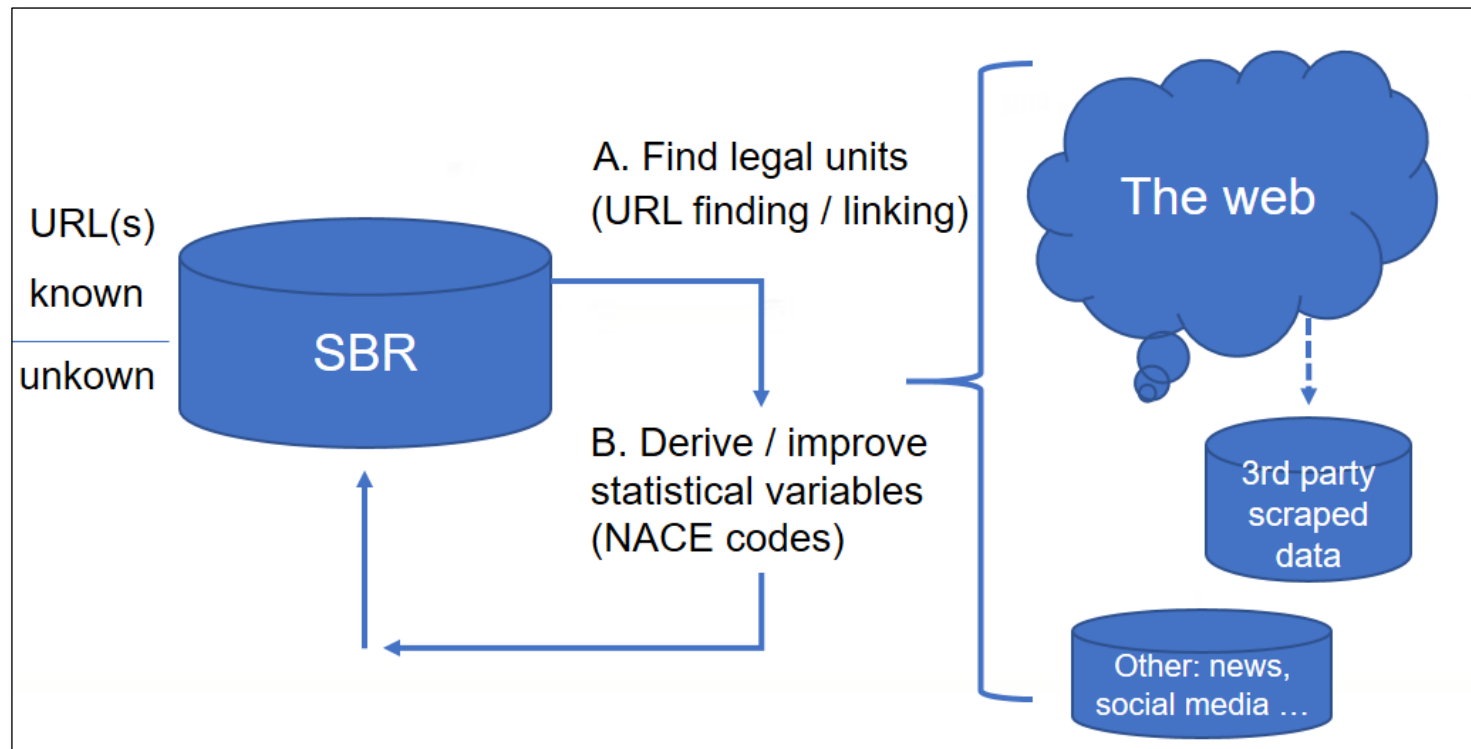 URL(s)
known
unkown
SBR
A. Find legal units
(URL finding / linking)
B. Derive / improve
statistical variables
(NACE codes)
The web
3rd party
scraped
data
Other: news,
social media …